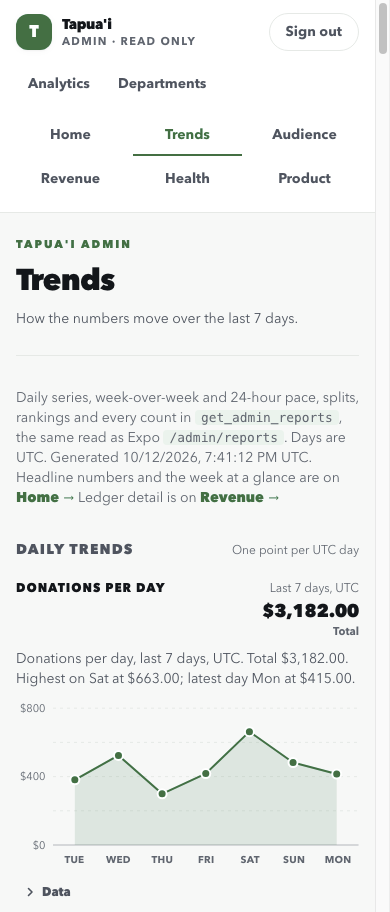 T
Tapua'i
ADMIN · READ ONLY
Sign out
Analytics Departments
Home Trends Audience
Revenue Health Product
TAPUA'I ADMIN
Trends
How the numbers move over the last 7 days.
Daily series, week-over-week and 24-hour pace, splits,
rankings and every count in get_admin_reports,
the same read as Expo /admin/reports. Days are
UTC. Generated 10/12/2026, 7:41:12 PM UTC.
Headline numbers and the week at a glance are on
Home → Ledger detail is on Revenue →
DAILY TRENDS One point per UTC day
DONATIONS PER DAY Last 7 days, UTC
$3,182.00
Total
Donations per day, last 7 days, UTC. Total $3,182.00.
Highest on Sat at $663.00; latest day Mon at $415.00.
$800
$400
$0
TUE WED THU FRI SAT SUN MON
Data